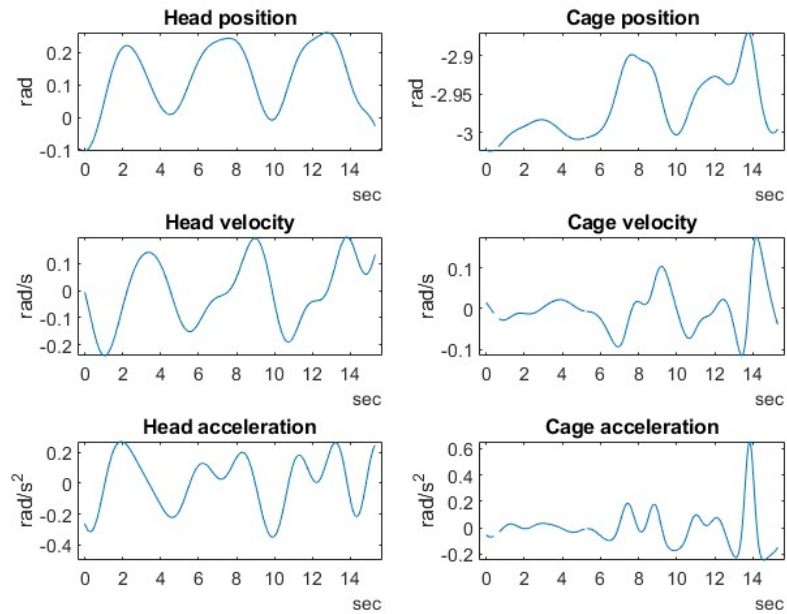 Head position
rad
0.2
0.1
0
-0.1
0 2 4 6 8 10 12 14
sec
Cage position
rad
-2.9
-2.95
-3
0 2 4 6 8 10 12 14
sec
Head velocity
rad/s
0.1
0
-0.1
-0.2
0 2 4 6 8 10 12 14
sec
Cage velocity
rad/s
0.1
0
-0.1
0 2 4 6 8 10 12 14
sec
Head acceleration
rad/s²
0.2
0
-0.2
-0.4
0 2 4 6 8 10 12 14
sec
Cage acceleration
rad/s²
0.6
0.4
0.2
0
-0.2
0 2 4 6 8 10 12 14
sec